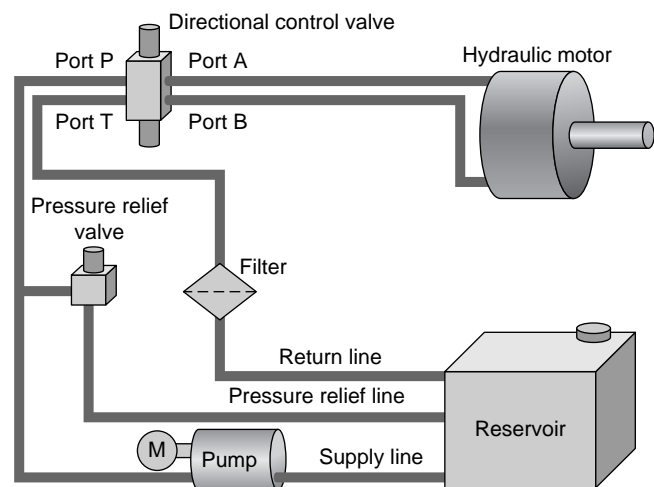 Directional control valve
Port P
Port A
Hydraulic motor
Port T
Port B
Pressure relief
valve
Filter
Return line
Pressure relief line
Reservoir
M
Pump
Supply line